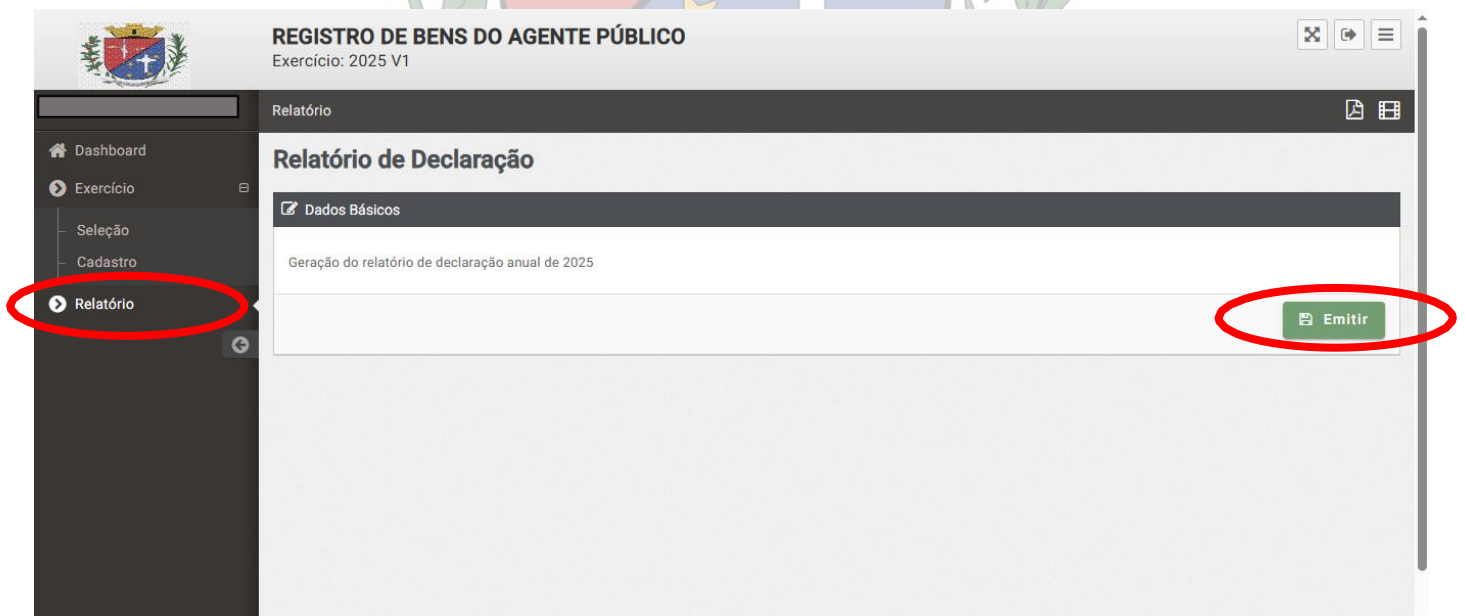 REGISTRO DE BENS DO AGENTE PÚBLICO
Exercício: 2025 V1
Relatório
Dashboard
Exercício
Seleção
Cadastro
Relatório
Relatório de Declaração
Dados Básicos
Geração do relatório de declaração anual de 2025
Emitir